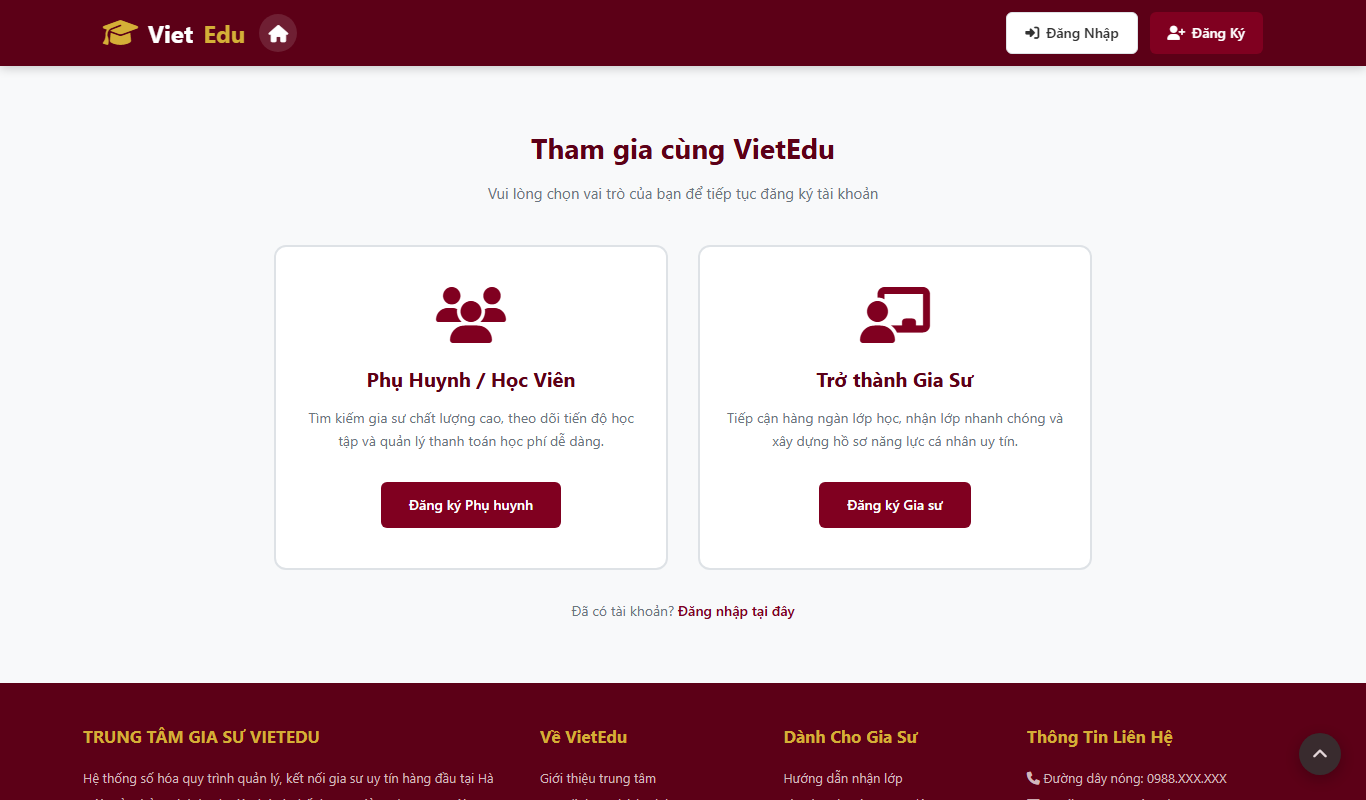 Viet Edu
Đăng Nhập
Đăng Ký
Tham gia cùng VietEdu
Vui lòng chọn vai trò của bạn để tiếp tục đăng ký tài khoản
Phụ Huynh / Học Viên
Tìm kiếm gia sư chất lượng cao, theo dõi tiến độ học
tập và quản lý thanh toán học phí dễ dàng.
Đăng ký Phụ huynh
Trở thành Gia Sư
Tiếp cận hàng ngàn lớp học, nhận lớp nhanh chóng và
xây dựng hồ sơ năng lực cá nhân uy tín.
Đăng ký Gia sư
Đã có tài khoản? Đăng nhập tại đây
TRUNG TÂM GIA SƯ VIETEDU
Hệ thống số hóa quy trình quản lý, kết nối gia sư uy tín hàng đầu tại Hà
Về VietEdu
Giới thiệu trung tâm
Dành Cho Gia Sư
Hướng dẫn nhận lớp
Thông Tin Liên Hệ
Đường dây nóng: 0988.XXX.XXX